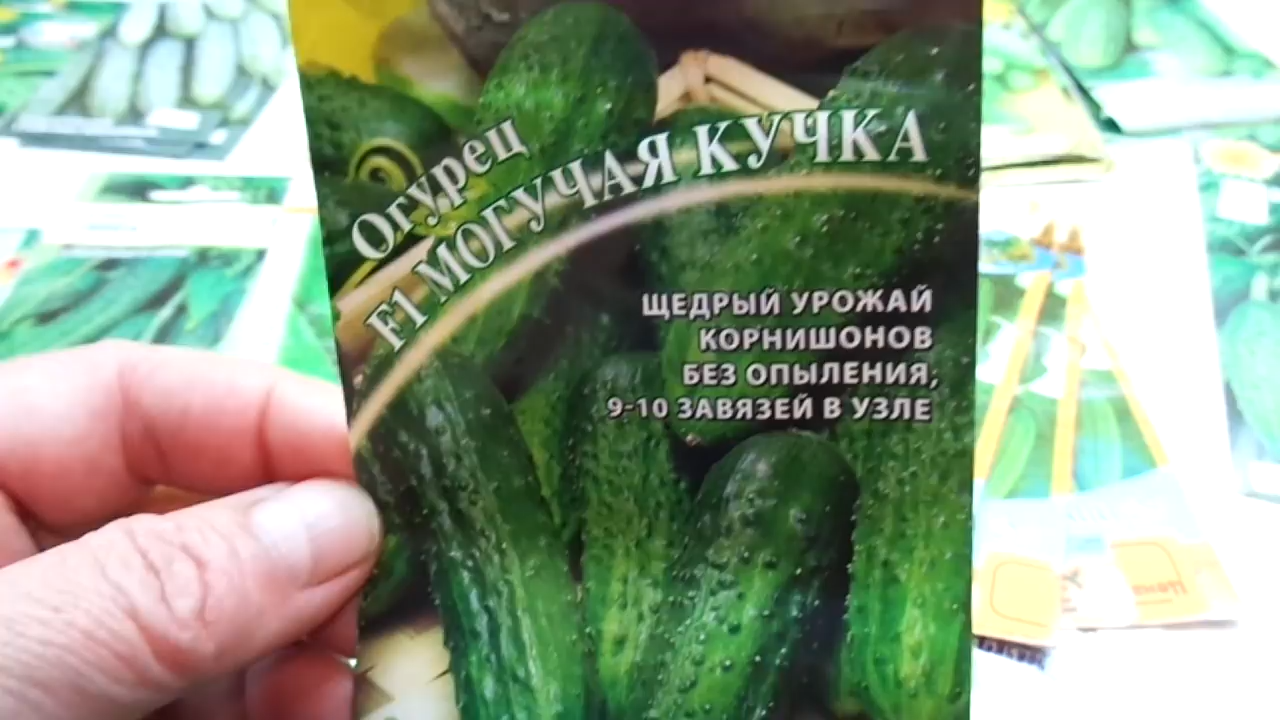 Огурец
F1 МОГУЧАЯ КУЧКА
ЩЕДРЫЙ УРОЖАЙ
КОРНИШОНОВ
БЕЗ ОПЫЛЕНИЯ,
9-10 ЗАВЯЗЕЙ В УЗЛЕ